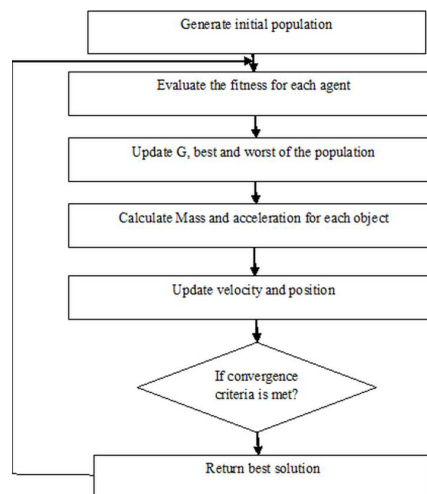 Generate initial population
Evaluate the fitness for each agent
Update G, best and worst of the population
Calculate Mass and acceleration for each object
Update velocity and position
If convergence
criteria is met?
Return best solution